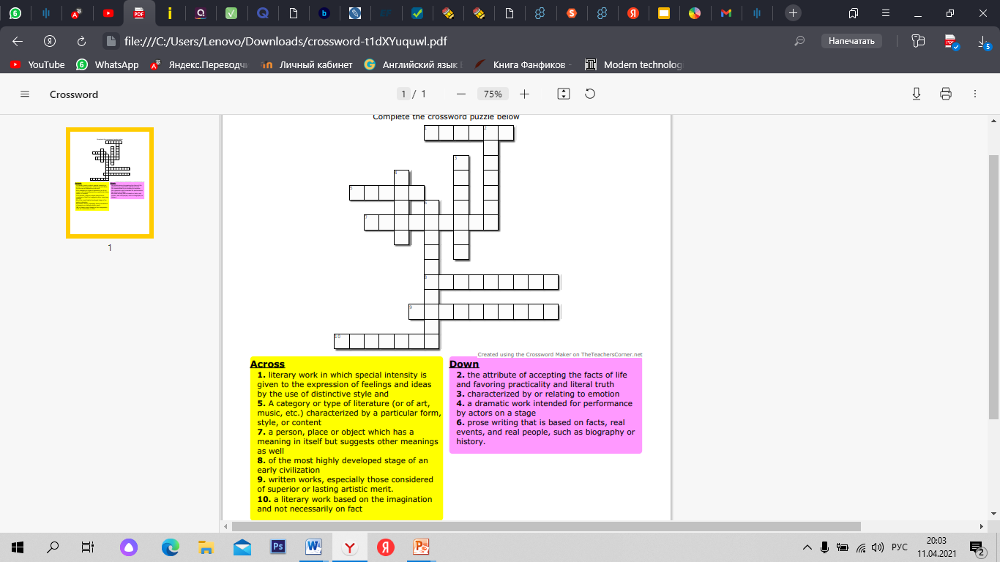 file:///C:/Users/Lenovo/Downloads/crossword-t1dXYuquwl.pdf
Напечатать
5
YouTube
WhatsApp
Яндекс.Переводчи
Личный кабинет
Английский язык
Книга Фанфиков -
Modern technolog
Crossword
1 / 1
75%
Complete the crossword puzzle below
1
2
3
4
5
6
7
8
9
10
1
Created using the Crossword Maker on TheTeachersCorner.net
Across
1. literary work in which special intensity is
given to the expression of feelings and ideas
by the use of distinctive style and
5. A category or type of literature (or of art,
music, etc.) characterized by a particular form,
style, or content
7. a person, place or object which has a
meaning in itself but suggests other meanings
as well
8. of the most highly developed stage of an
early civilization
9. written works, especially those considered
of superior or lasting artistic merit.
10. a literary work based on the imagination
and not necessarily on fact
Down
2. the attribute of accepting the facts of life
and favoring practicality and literal truth
3. characterized by or relating to emotion
4. a dramatic work intended for performance
by actors on a stage
6. prose writing that is based on facts, real
events, and real people, such as biography or
history.
РУС
20:03
11.04.2021
2